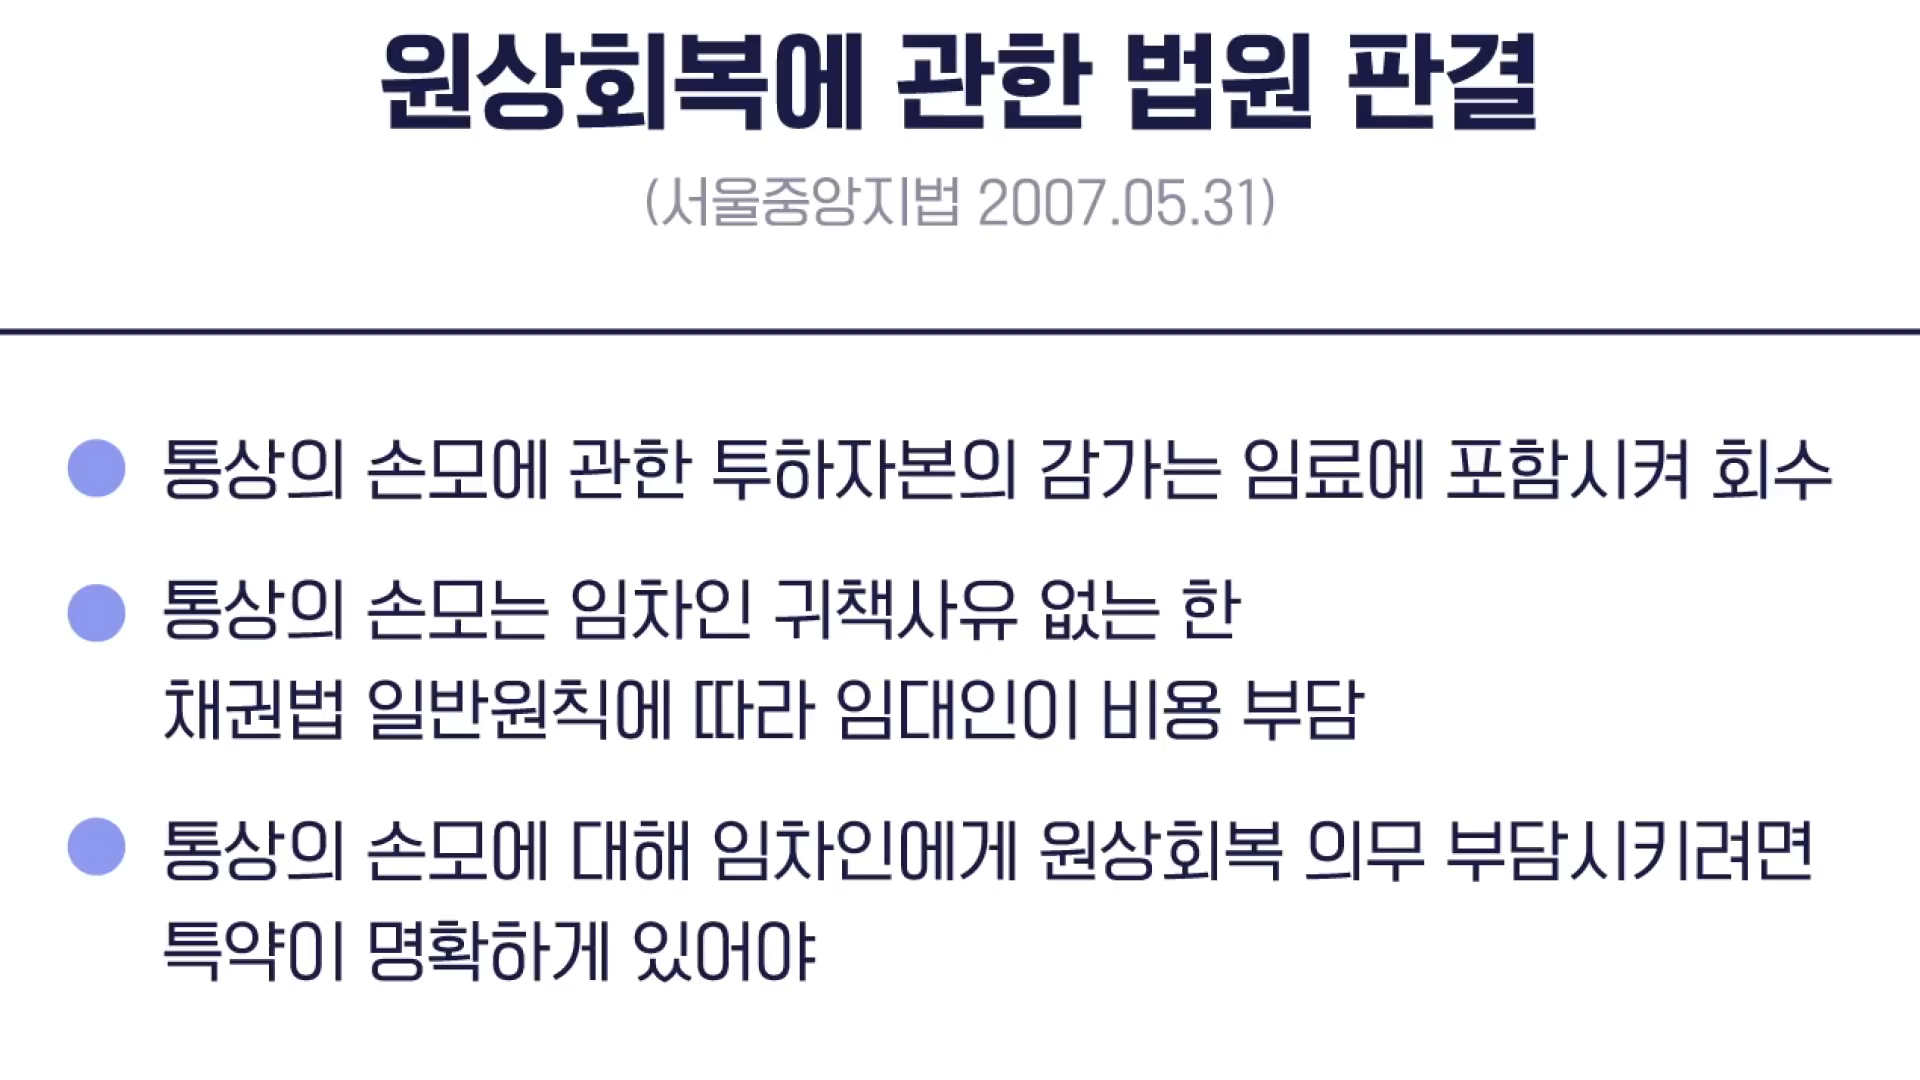 원상회복에 관한 법원 판결
(서울중앙지법 2007.05.31)
통상의 손모에 관한 투하자본의 감가는 임료에 포함시켜 회수
통상의 손모는 임차인 귀책사유 없는 한
채권법 일반원칙에 따라 임대인이 비용 부담
통상의 손모에 대해 임차인에게 원상회복 의무 부담시키려면
특약이 명확하게 있어야